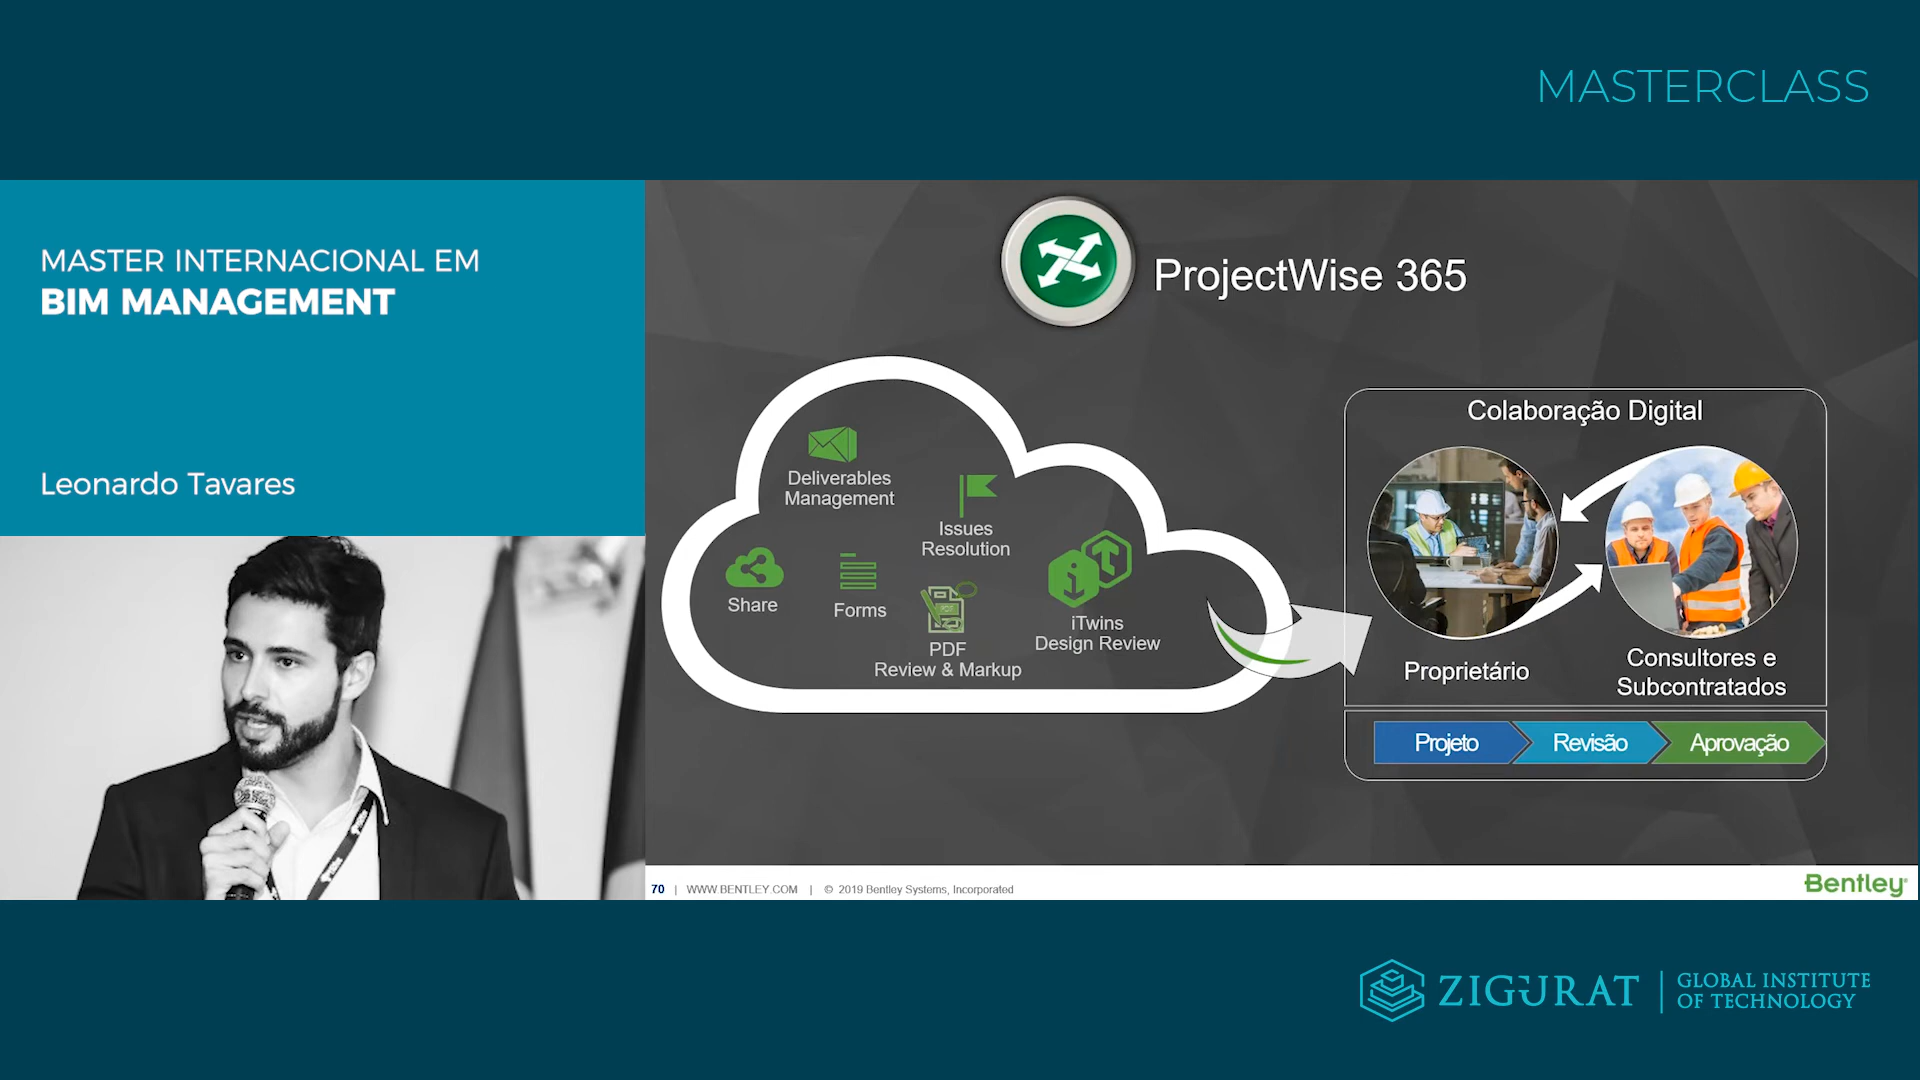 MASTERCLASS
MASTER INTERNACIONAL EM
BIM MANAGEMENT
Leonardo Tavares
ProjectWise 365
Deliverables
Management
Issues
Resolution
Share
Forms
PDF
PDF
Review & Markup
iTwins
Design Review
Colaboração Digital
Proprietário
Consultores e
Subcontratados
Projeto
Revisão
Aprovação
70 | WWW.BENTLEY.COM | © 2019 Bentley Systems, Incorporated
Bentley®
ZIGURAT
GLOBAL INSTITUTE
OF TECHNOLOGY